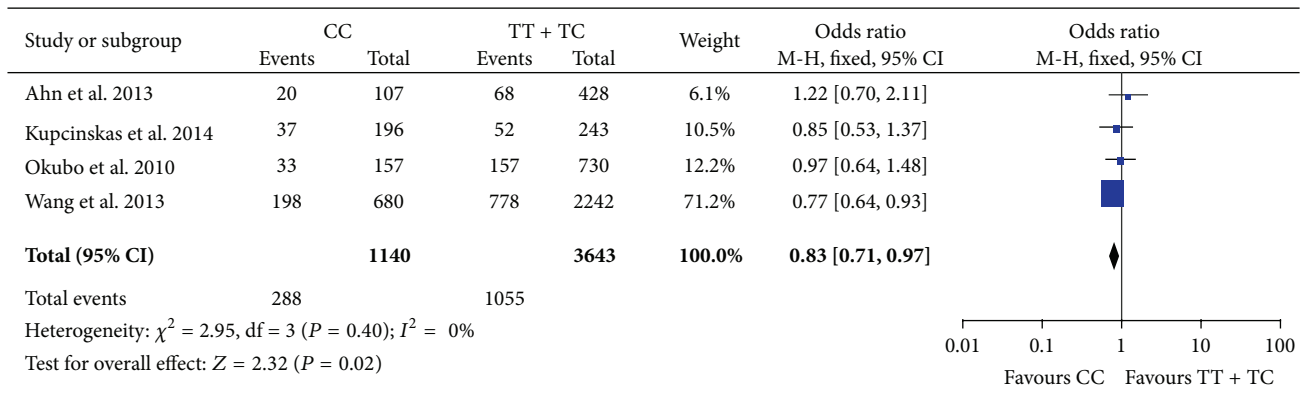 Study or subgroup CC TT + TC Weight Odds ratio Odds ratio
Events Total Events Total M-H, fixed, 95% CI M-H, fixed, 95% CI
Ahn et al. 2013 20 107 68 428 6.1% 1.22 [0.70, 2.11]
Kupcinskas et al. 2014 37 196 52 243 10.5% 0.85 [0.53, 1.37]
Okubo et al. 2010 33 157 157 730 12.2% 0.97 [0.64, 1.48]
Wang et al. 2013 198 680 778 2242 71.2% 0.77 [0.64, 0.93]
Total (95% CI) 1140 3643 100.0% 0.83 [0.71, 0.97]
Total events 288 1055
Heterogeneity: χ² = 2.95, df = 3 (P = 0.40); I² = 0%
Test for overall effect: Z = 2.32 (P = 0.02)
0.01 0.1 1 10 100
Favours CC Favours TT + TC